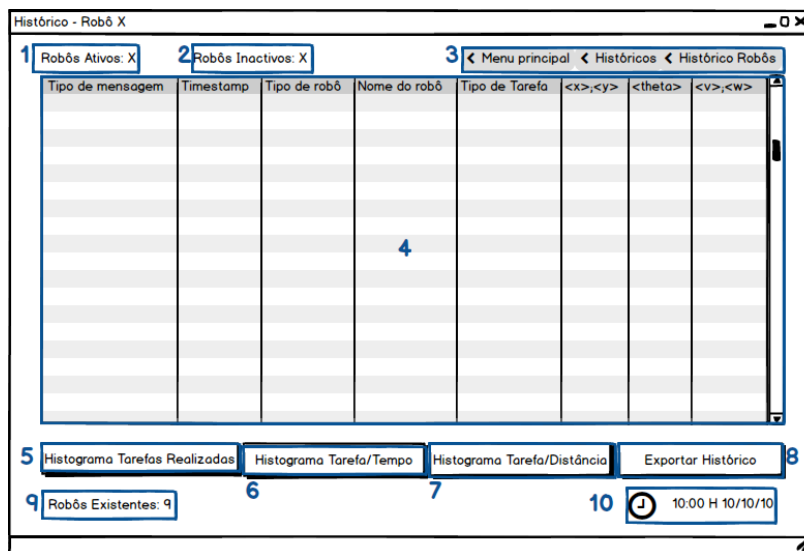 Histórico - Robô X
1 Robôs Ativos: X 2 Robôs Inactivos: X 3 < Menu principal < Históricos < Histórico Robôs
Tipo de mensagem Timestamp Tipo de robô Nome do robô Tipo de Tarefa <x>;<y> <theta> <v>;<w>
4
5 Histograma Tarefas Realizadas Histograma Tarefa/Tempo Histograma Tarefa/Distância Exportar Histórico 8
6 7
9 Robôs Existentes: 9 10 10:00 H 10/10/10